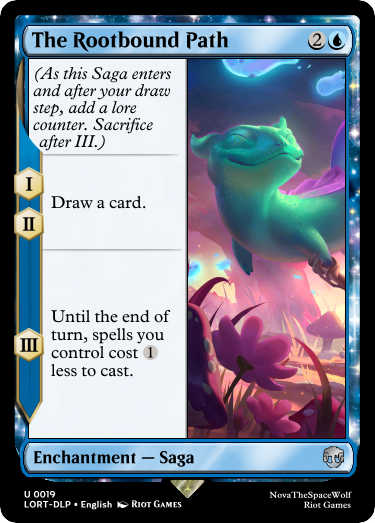 The Rootbound Path
2
(As this Saga enters
and after your draw
step, add a lore
counter. Sacrifice
after III.)
I
II
Draw a card.
III
Until the end of
turn, spells you
control cost 1
less to cast.
Enchantment — Saga
U 0019
LORT-DLP • English RIOT GAMES
NovaTheSpaceWolf
Riot Games